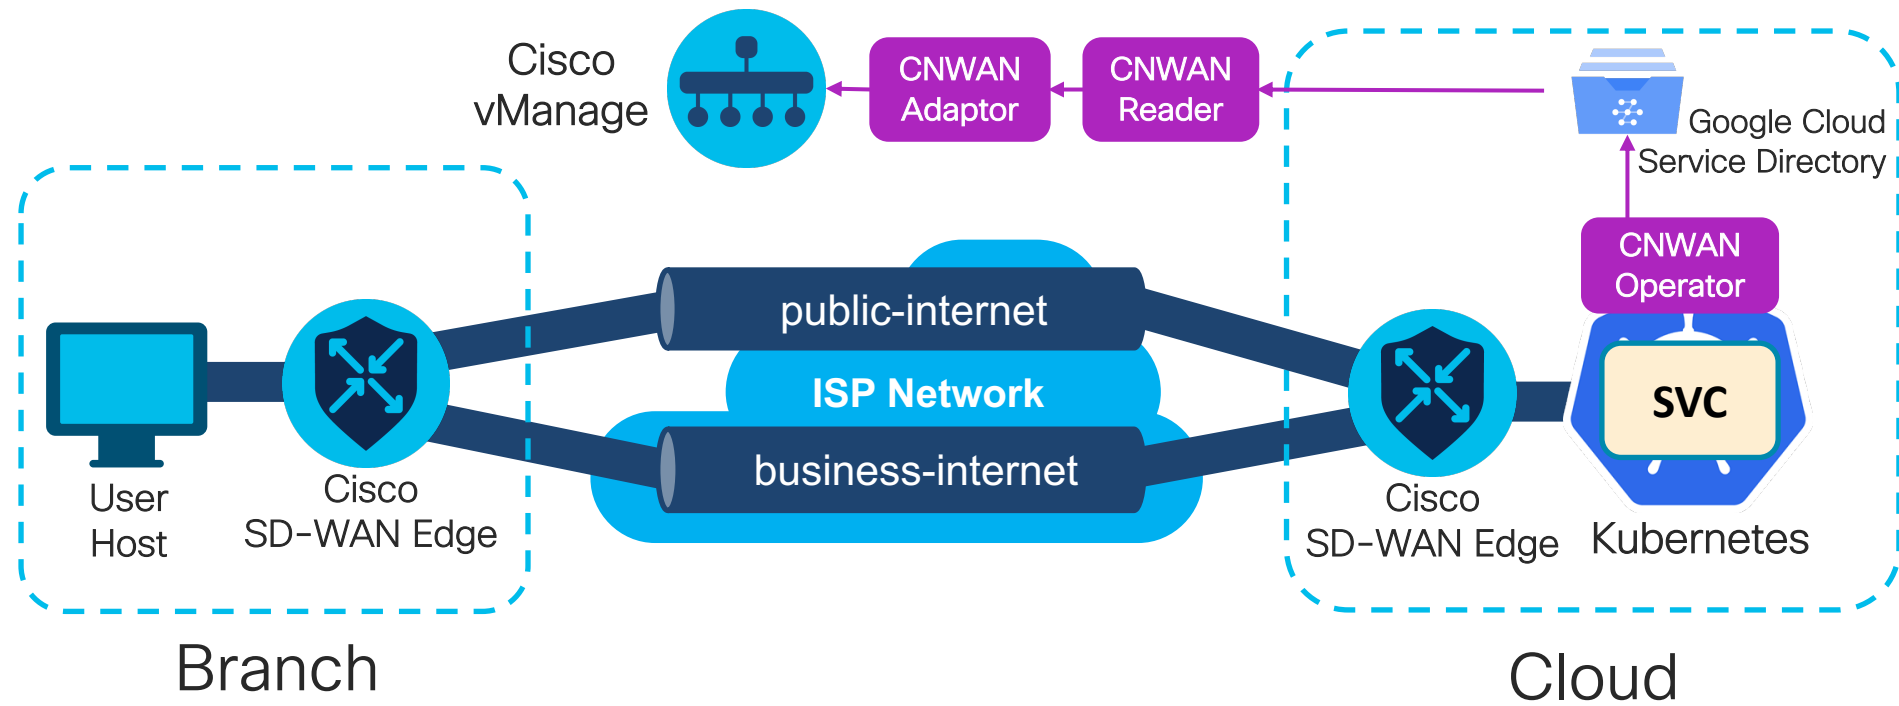 Cisco
vManage
CNWAN
Adaptor
CNWAN
Reader
Google Cloud
Service Directory
CNWAN
Operator
public-internet
ISP Network
business-internet
SVC
User
Host
Cisco
SD-WAN Edge
Cisco
SD-WAN Edge
Kubernetes
Branch
Cloud